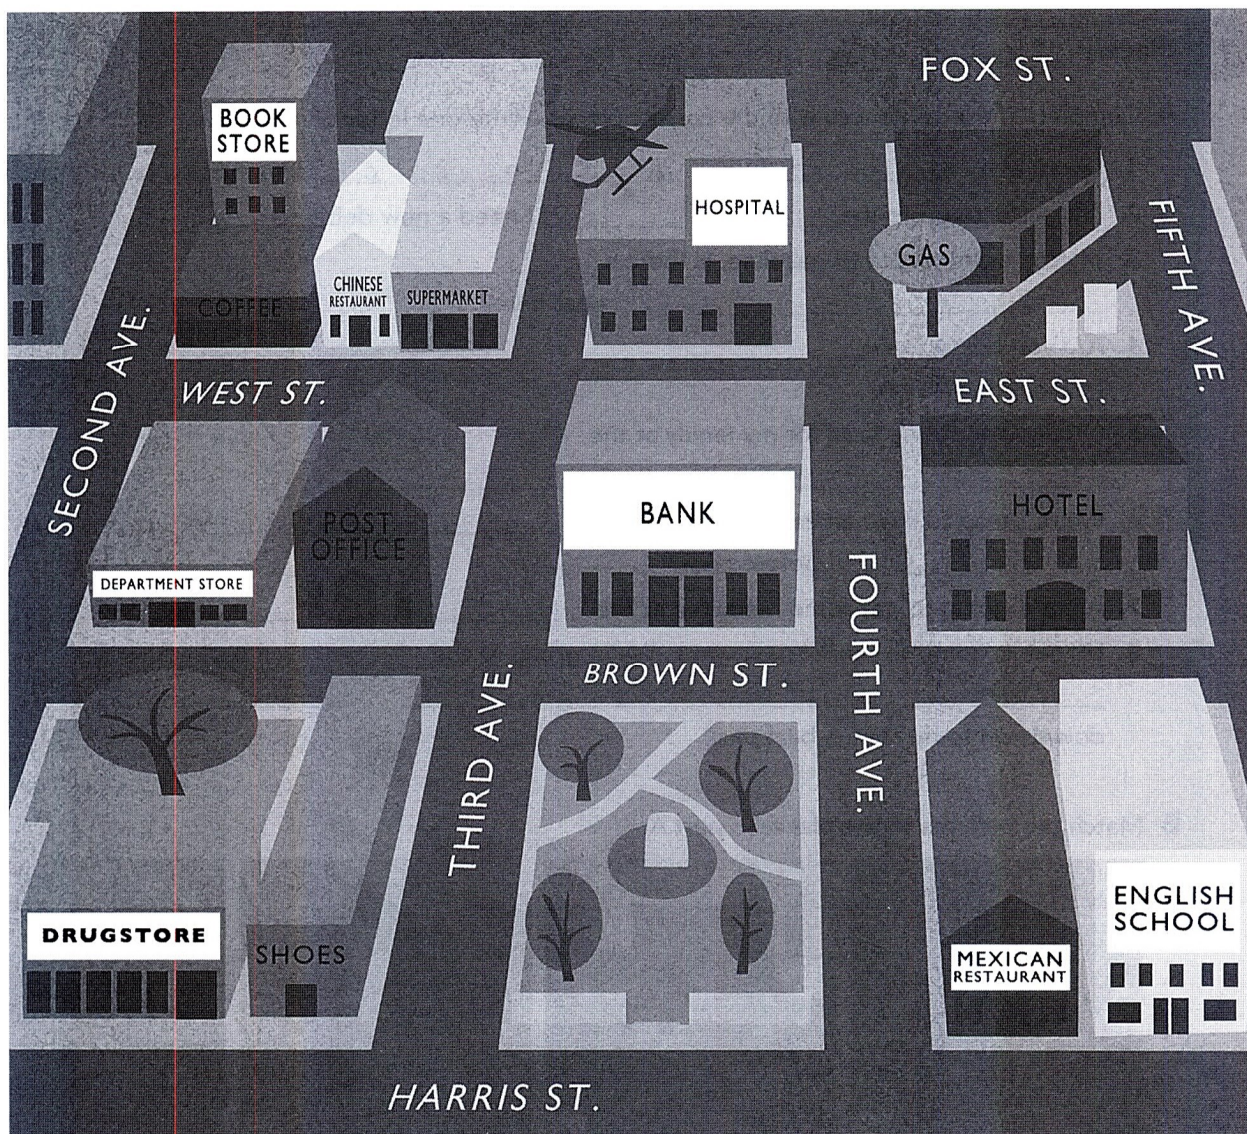 FOX ST.
BOOK
STORE
HOSPITAL
FIFTH AVE.
GAS
CHINESE
RESTAURANT
SUPERMARKET
COFFEE
SECOND AVE.
WEST ST.
EAST ST.
POST
OFFICE
BANK
HOTEL
DEPARTMENT STORE
THIRD AVE.
BROWN ST.
FOURTH AVE.
DRUGSTORE
SHOES
MEXICAN
RESTAURANT
ENGLISH
SCHOOL
HARRIS ST.